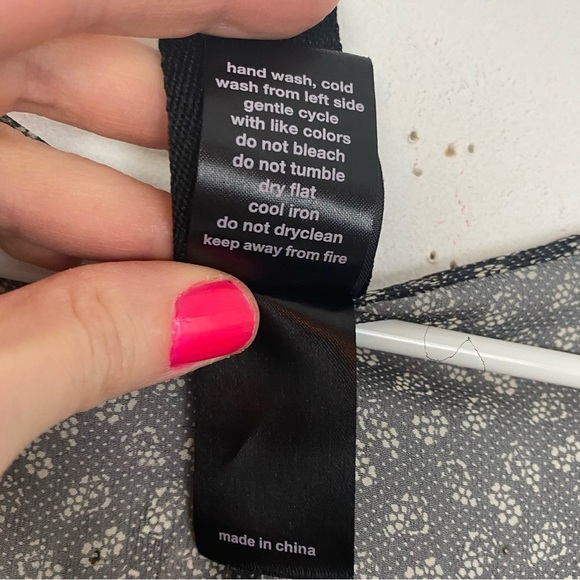 hand wash, cold
wash from left side
gentle cycle
with like colors
do not bleach
do not tumble
dry flat
cool iron
do not dryclean
keep away from fire
made in china